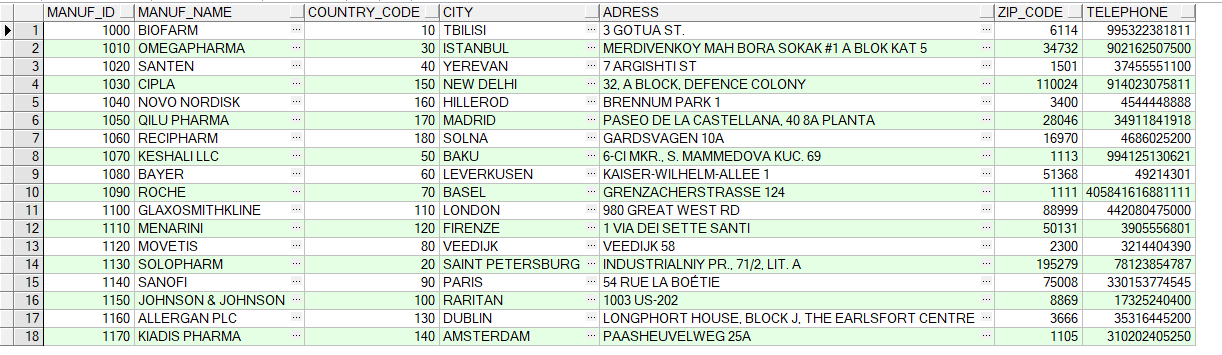 MANUF_ID MANUF_NAME COUNTRY_CODE CITY ADRESS ZIP_CODE TELEPHONE
1 1000 BIOFARM 10 TBILISI 3 GOTUA ST. 6114 995322381811
2 1010 OMEGAPHARMA 30 ISTANBUL MERDIVENKOY MAH BORA SOKAK #1 A BLOK KAT 5 34732 902162507500
3 1020 SANTEN 40 YEREVAN 7 ARGISHTI ST 1501 37455551100
4 1030 CIPLA 150 NEW DELHI 32, A BLOCK, DEFENCE COLONY 110024 914023075811
5 1040 NOVO NORDISK 160 HILLEROD BRENNUM PARK 1 3400 4544448888
6 1050 QILU PHARMA 170 MADRID PASEO DE LA CASTELLANA, 40 8A PLANTA 28046 34911841918
7 1060 RECIPHARM 180 SOLNA GARDSVAGEN 10A 16970 4686025200
8 1070 KESHALI LLC 50 BAKU 6-CI MKR., S. MAMMEDOVA KUC. 69 1113 994125130621
9 1080 BAYER 60 LEVERKUSEN KAISER-WILHELM-ALLEE 1 51368 49214301
10 1090 ROCHE 70 BASEL GRENZACHERSTRASSE 124 1111 405841616881111
11 1100 GLAXOSMITHKLINE 110 LONDON 980 GREAT WEST RD 88999 442080475000
12 1110 MENARINI 120 FIRENZE 1 VIA DEI SETTE SANTI 50131 3905556801
13 1120 MOVETIS 80 VEEDIJK VEEDIJK 58 2300 3214404390
14 1130 SOLOPHARM 20 SAINT PETERSBURG INDUSTRIALNIY PR., 71/2, LIT. A 195279 78123854787
15 1140 SANOFI 90 PARIS 54 RUE LA BOÉTIE 75008 330153774545
16 1150 JOHNSON & JOHNSON 100 RARITAN 1003 US-202 8869 17325240400
17 1160 ALLERGAN PLC 130 DUBLIN LONGPHORT HOUSE, BLOCK J, THE EARLSFORT CENTRE 3666 35316445200
18 1170 KIADIS PHARMA 140 AMSTERDAM PAASHEUVELWEG 25A 1105 310202405250